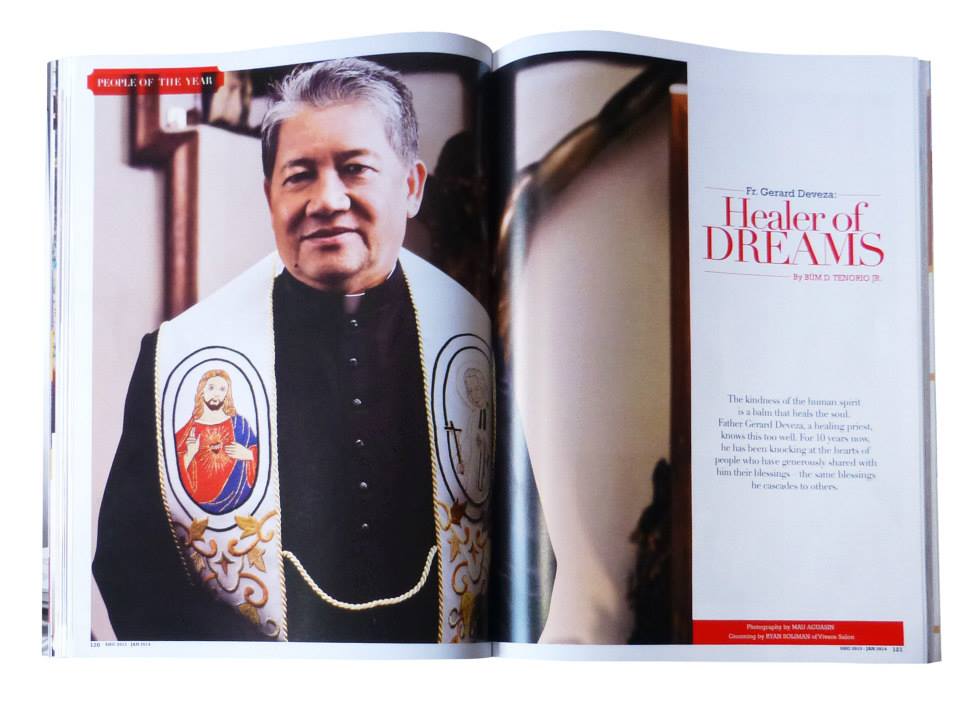 PEOPLE OF THE YEAR
Fr. Gerard Deveza:
Healer of
DREAMS
By BÜM D. TENORIO JR.
The kindness of the human spirit
is a balm that heals the soul.
Father Gerard Deveza, a healing priest,
knows this too well. For 10 years now,
he has been knocking at the hearts of
people who have generously shared with
him their blessings – the same blessings
he cascades to others.
Photography by MAU AGUASIN
Grooming by RYAN SOLIMAN of Vivere Salon
120 · DEC 2013 - JAN 2014
DEC 2013 - JAN 2014 121